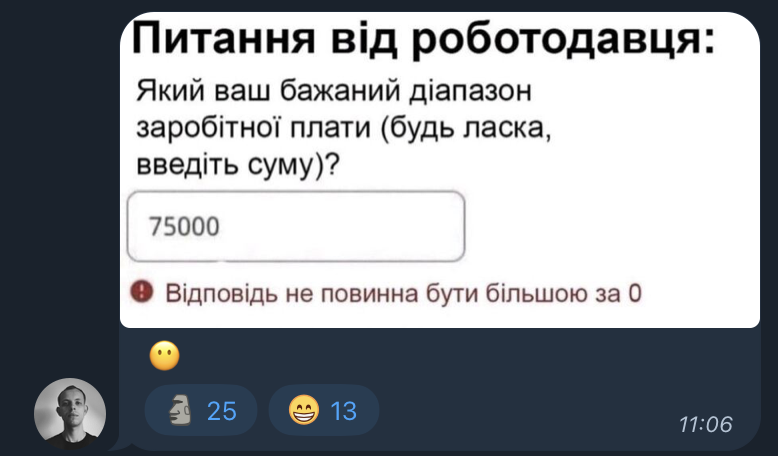 Питання від роботодавця:
Який ваш бажаний діапазон
заробітної плати (будь ласка,
введіть суму)?
75000
Відповідь не повинна бути більшою за 0
25 13
11:06